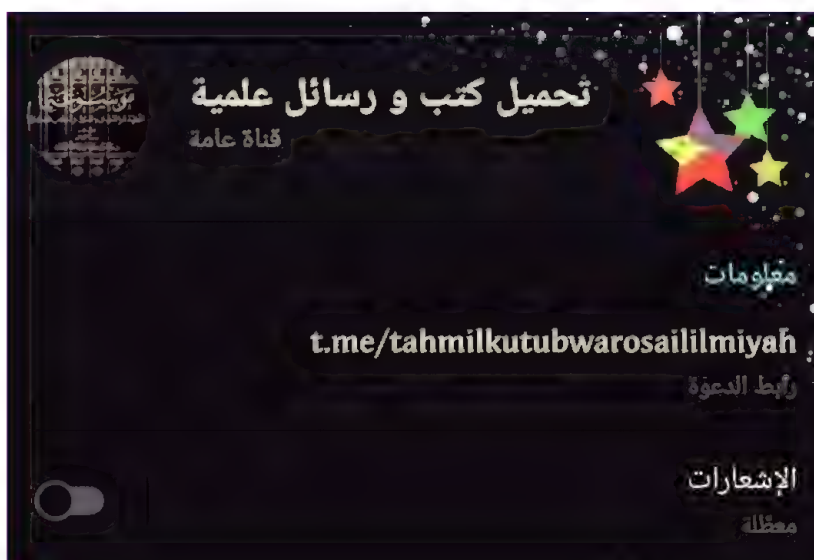 تحميل كتب و رسائل علمية
قناة عامة
معلومات
t.me/tahmilkutubwarosaililmiyah
رابط الدعوة
الإشعارات
معطلة